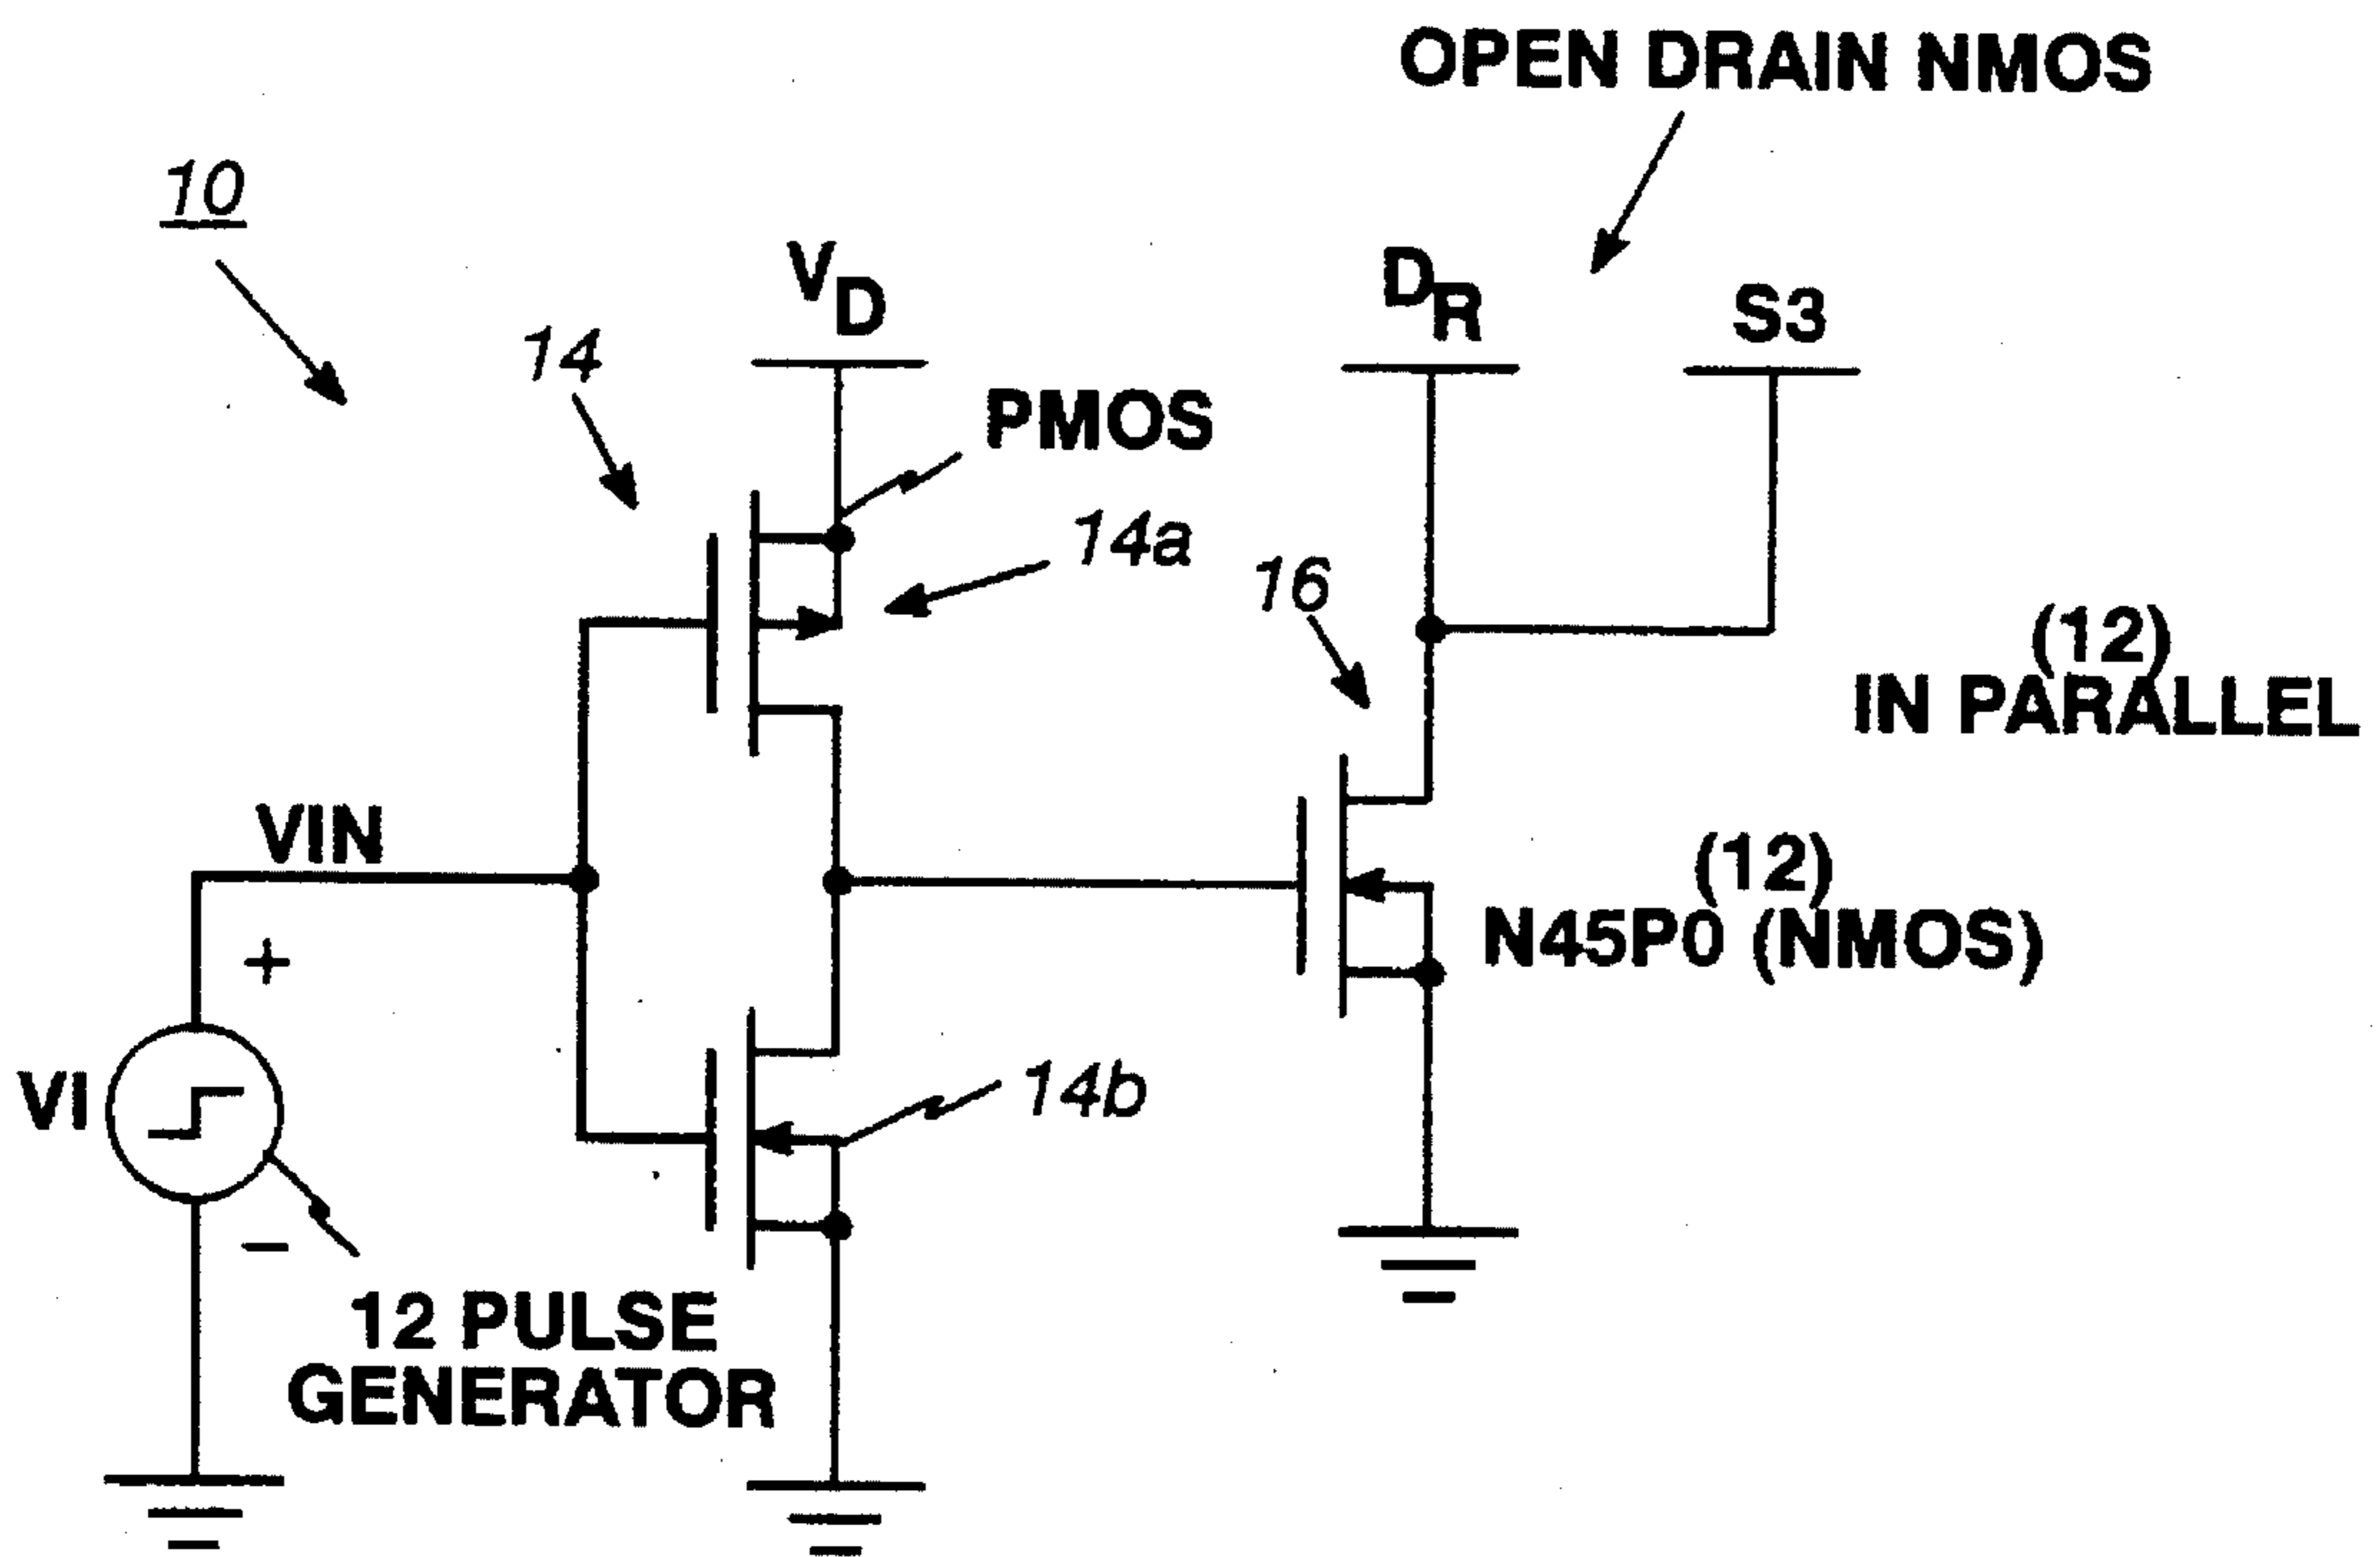 OPEN DRAIN NMOS
10
VD
DR
S3
14
PMOS
14a
16
(12)
IN PARALLEL
VIN
(12)
N45P0 (NMOS)
+
VI
14b
−
12 PULSE
GENERATOR